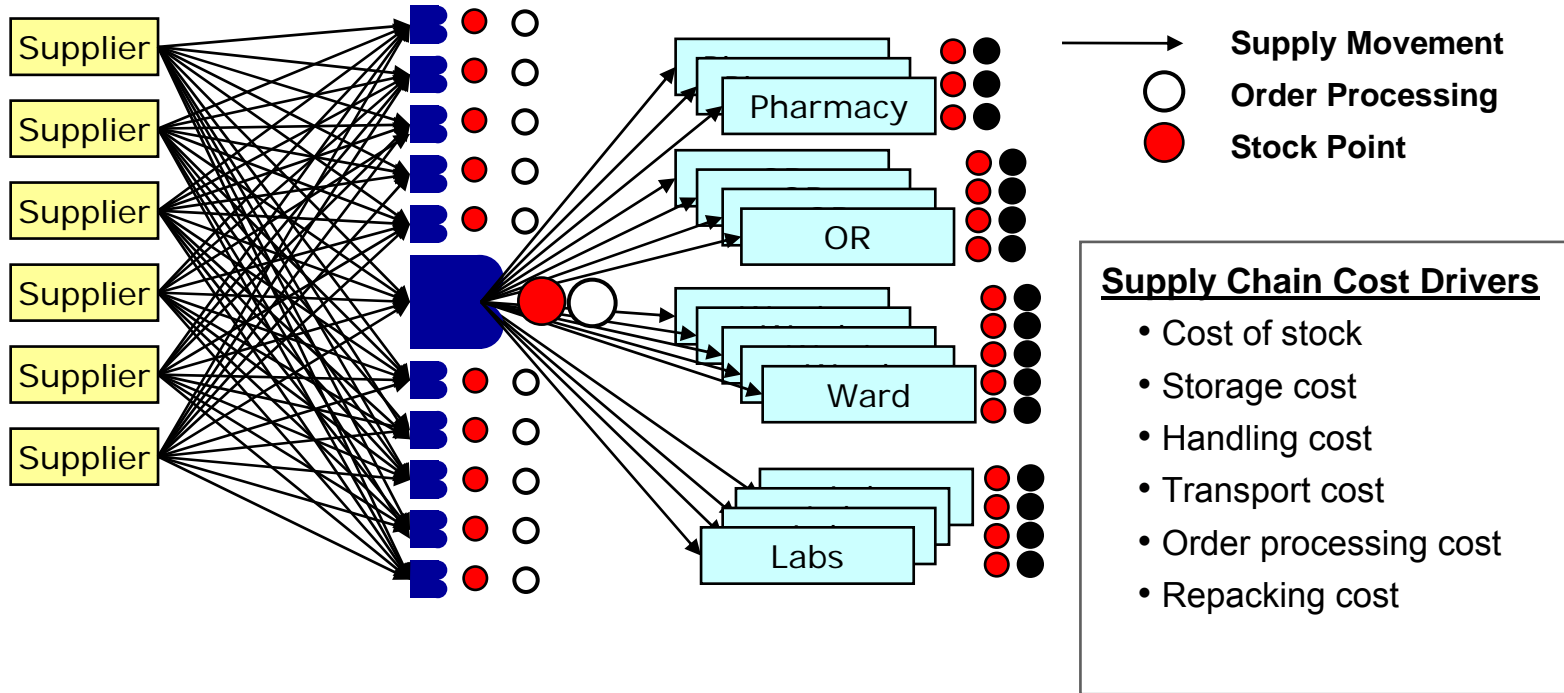 Supplier
Supplier
Supplier
Supplier
Supplier
Supplier
Pharmacy
OR
Ward
Labs
Supply Movement
Order Processing
Stock Point
Supply Chain Cost Drivers
• Cost of stock
• Storage cost
• Handling cost
• Transport cost
• Order processing cost
• Repacking cost